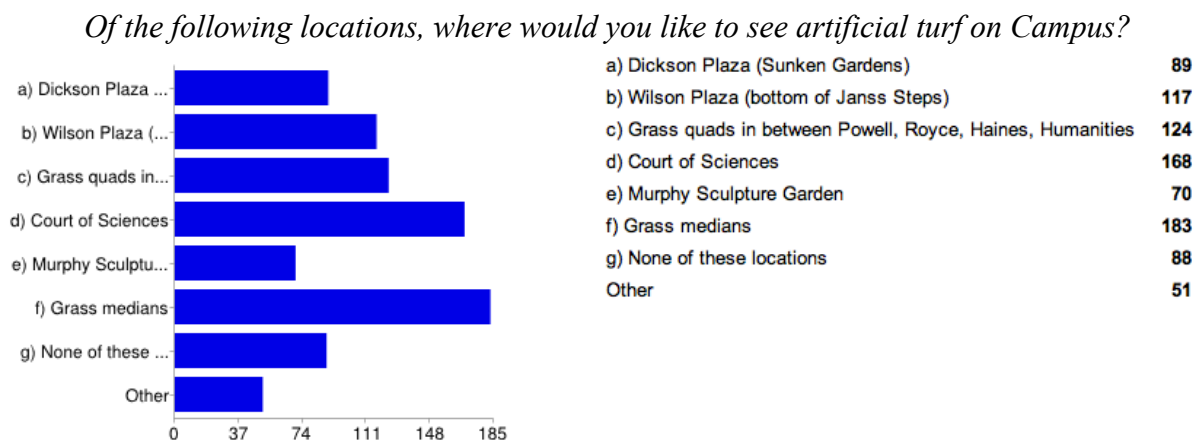 Of the following locations, where would you like to see artificial turf on Campus?
a) Dickson Plaza ...
b) Wilson Plaza (...
c) Grass quads in...
d) Court of Sciences
e) Murphy Sculptu...
f) Grass medians
g) None of these ...
Other
0 37 74 111 148 185
a) Dickson Plaza (Sunken Gardens) 89
b) Wilson Plaza (bottom of Janss Steps) 117
c) Grass quads in between Powell, Royce, Haines, Humanities 124
d) Court of Sciences 168
e) Murphy Sculpture Garden 70
f) Grass medians 183
g) None of these locations 88
Other 51